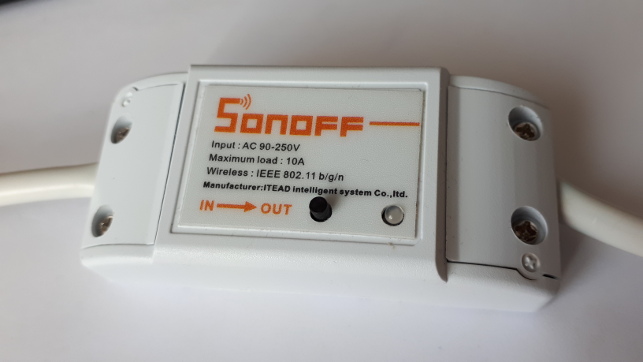 SONOFF
Input : AC 90-250V
Maximum load : 10A
Wireless : IEEE 802.11 b/g/n
Manufacturer:ITEAD intelligent system Co.,ltd.
IN → OUT